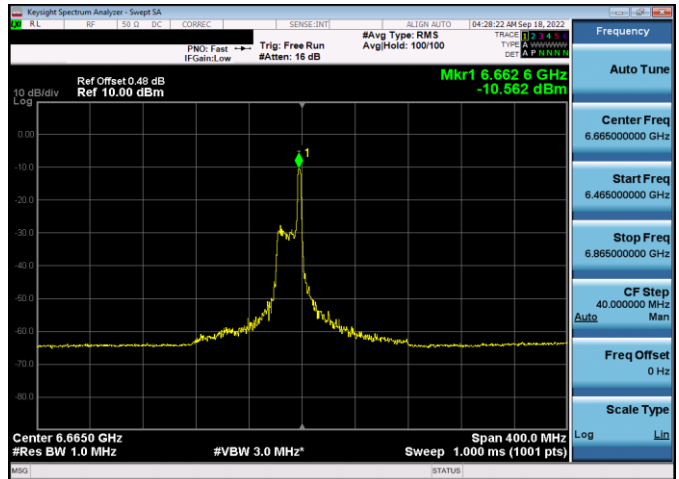 Keysight Spectrum Analyzer - Swept SA
RL RF 50 Ω DC CORREC SENSE:INT ALIGN AUTO 04:28:22 AM Sep 18, 2022
PNO: Fast
IFGain:Low
Trig: Free Run
#Atten: 16 dB
#Avg Type: RMS
Avg|Hold: 100/100
TRACE 1 2 3 4 5 6
TYPE A WWWWW
DET A P N N N N
Frequency
Ref Offset 0.48 dB
10 dB/div Ref 10.00 dBm
Log
Mkr1 6.662 6 GHz
-10.562 dBm
1
0.00
-10.0
-20.0
-30.0
-40.0
-50.0
-60.0
-70.0
-80.0
Center 6.6650 GHz
#Res BW 1.0 MHz
#VBW 3.0 MHz*
Span 400.0 MHz
Sweep 1.000 ms (1001 pts)
Auto Tune
Center Freq
6.665000000 GHz
Start Freq
6.465000000 GHz
Stop Freq
6.865000000 GHz
CF Step
40.000000 MHz
Auto Man
Freq Offset
0 Hz
Scale Type
Log Lin
MSG STATUS